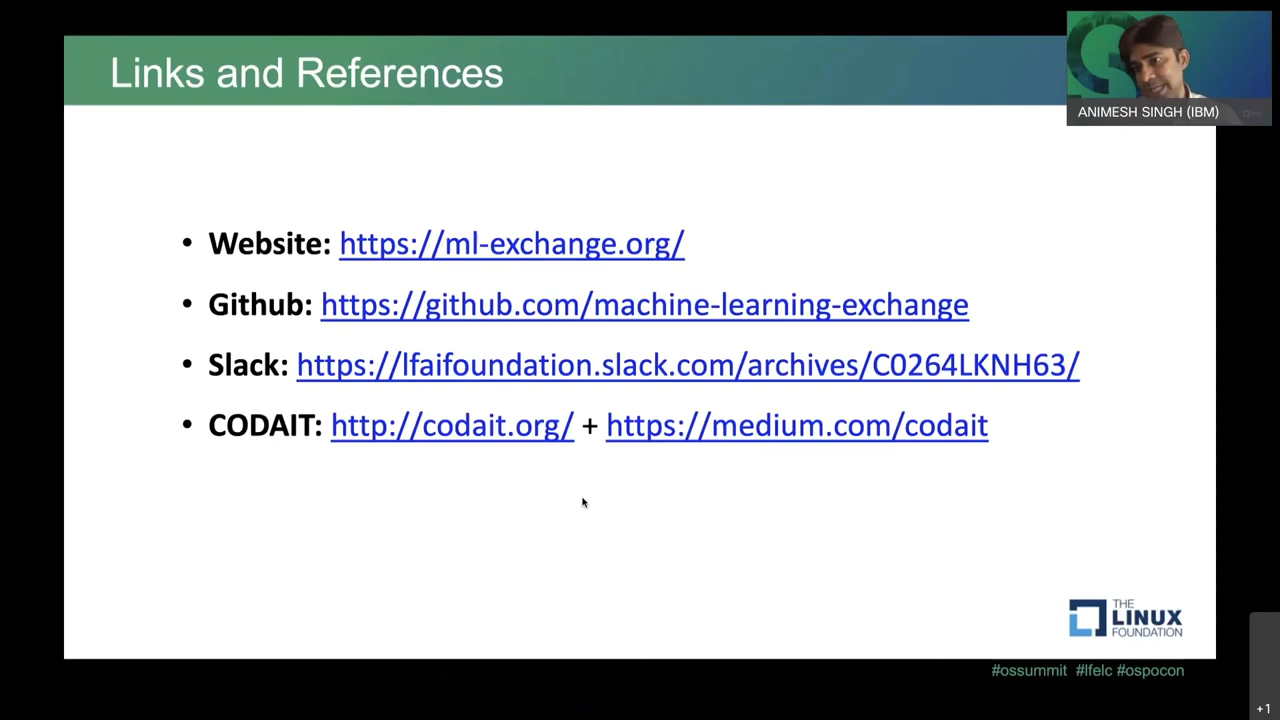 Links and References
ANIMESH SINGH (IBM)
• Website: https://ml-exchange.org/
• Github: https://github.com/machine-learning-exchange
• Slack: https://lfaifoundation.slack.com/archives/C0264LKNH63/
• CODAIT: http://codait.org/ + https://medium.com/codait
THE
LINUX
FOUNDATION
#ossummit #lfelc #ospocon
+1